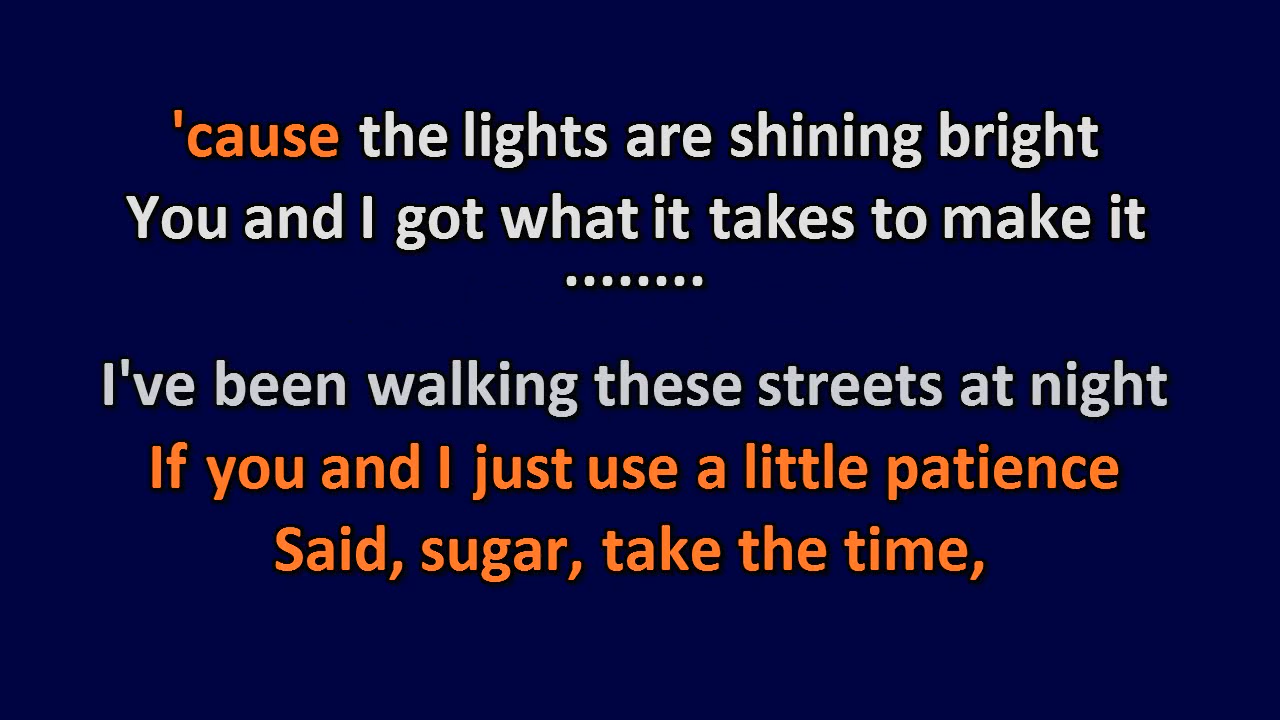 'cause the lights are shining bright
You and I got what it takes to make it
........
I've been walking these streets at night
If you and I just use a little patience
Said, sugar, take the time,